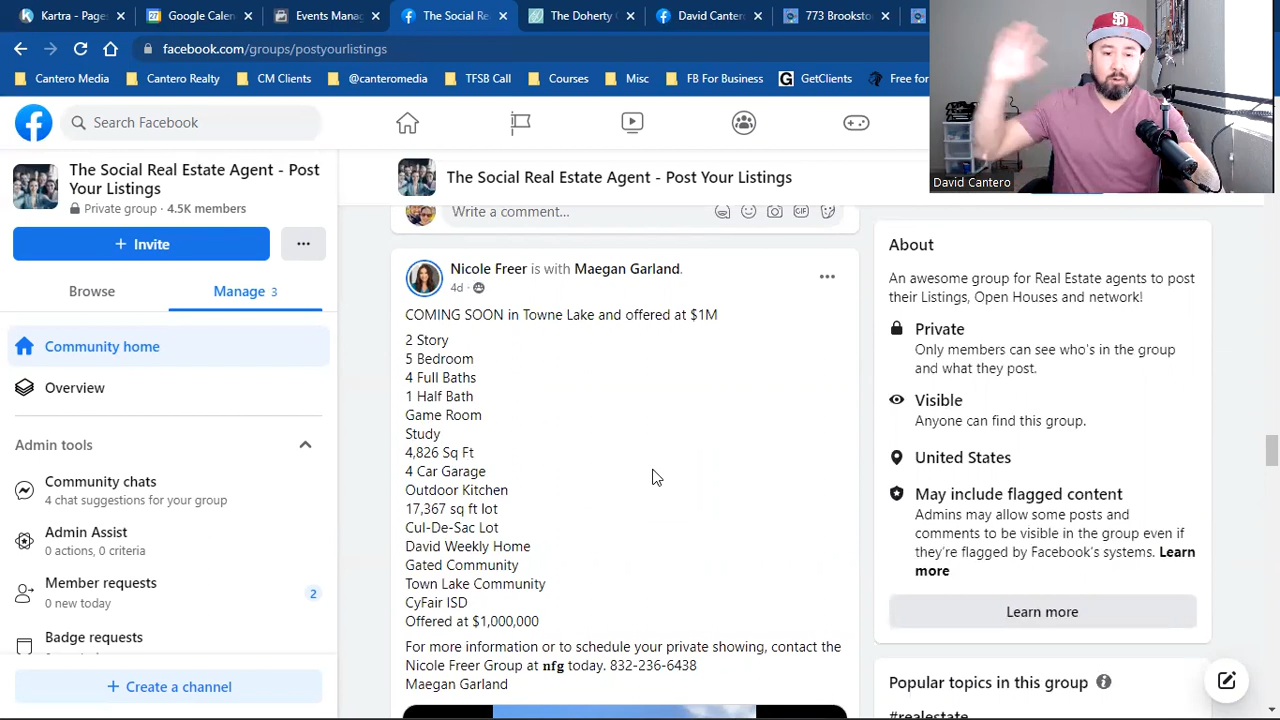 Kartra - Page
Google Caler
Events Mana
The Social Re
The Doherty
David Canter
773 Brooksto
facebook.com/groups/postyourlistings
Cantero Media
Cantero Realty
CM Clients
@canteromedia
TFSB Call
Courses
Misc
FB For Business
GetClients
Free for
David Cantero
Search Facebook
The Social Real Estate Agent - Post
Your Listings
Private group · 4.5K members
+ Invite
Browse
Manage 3
Community home
Overview
Admin tools
Community chats
4 chat suggestions for your group
Admin Assist
0 actions, 0 criteria
Member requests
2
0 new today
Badge requests
+ Create a channel
The Social Real Estate Agent - Post Your Listings
Write a comment...
GIF
Nicole Freer is with Maegan Garland.
4d ·
COMING SOON in Towne Lake and offered at $1M
2 Story
5 Bedroom
4 Full Baths
1 Half Bath
Game Room
Study
4,826 Sq Ft
4 Car Garage
Outdoor Kitchen
17,367 sq ft lot
Cul-De-Sac Lot
David Weekly Home
Gated Community
Town Lake Community
CyFair ISD
Offered at $1,000,000
For more information or to schedule your private showing, contact the
Nicole Freer Group at nfg today. 832-236-6438
Maegan Garland
About
An awesome group for Real Estate agents to post
their Listings, Open Houses and network!
Private
Only members can see who's in the group
and what they post.
Visible
Anyone can find this group.
United States
May include flagged content
Admins may allow some posts and
comments to be visible in the group even if
they're flagged by Facebook's systems. Learn
more
Learn more
Popular topics in this group
#realestate